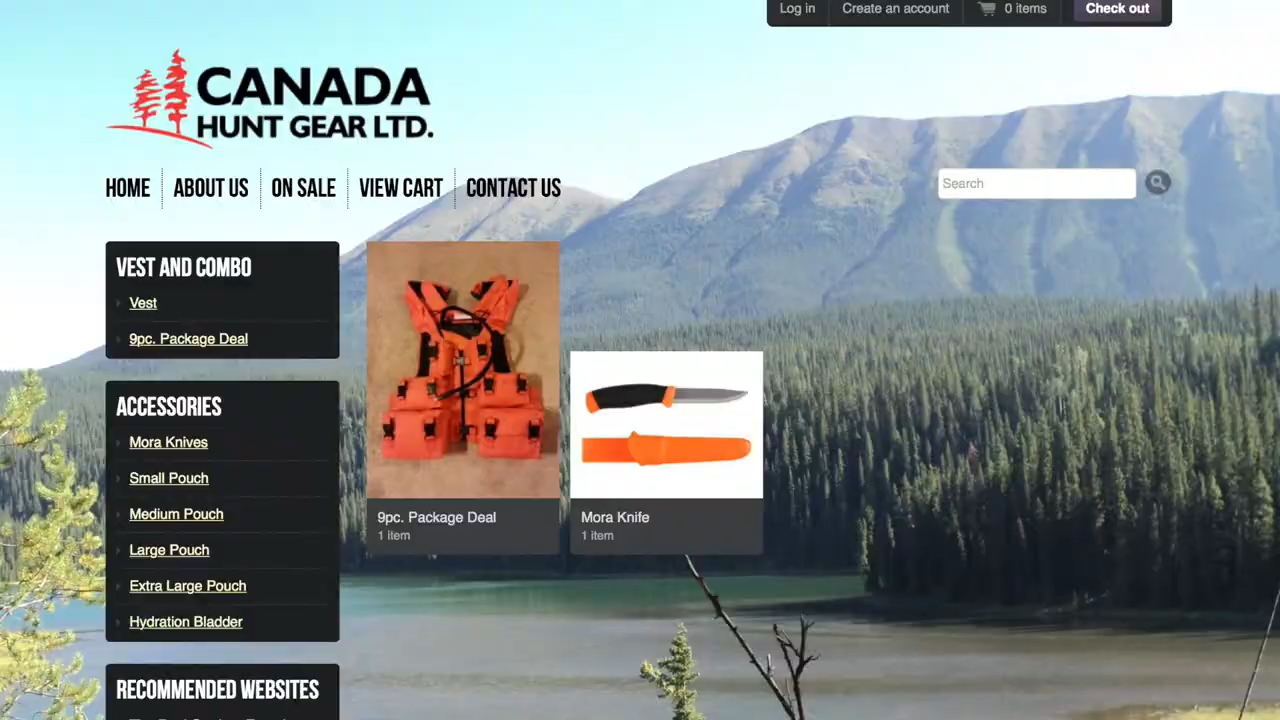 Log in
Create an account
0 items
Check out
CANADA
HUNT GEAR LTD.
HOME
ABOUT US
ON SALE
VIEW CART
CONTACT US
Search
VEST AND COMBO
Vest
9pc. Package Deal
ACCESSORIES
Mora Knives
Small Pouch
Medium Pouch
Large Pouch
Extra Large Pouch
Hydration Bladder
RECOMMENDED WEBSITES
9pc. Package Deal
1 item
Mora Knife
1 item